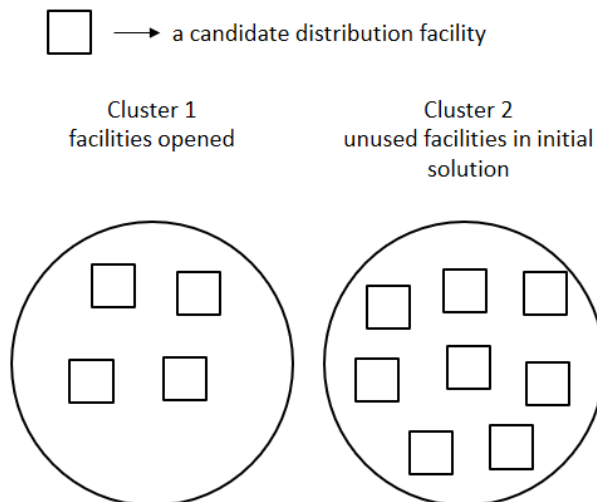 a candidate distribution facility
Cluster 1
facilities opened
Cluster 2
unused facilities in initial
solution